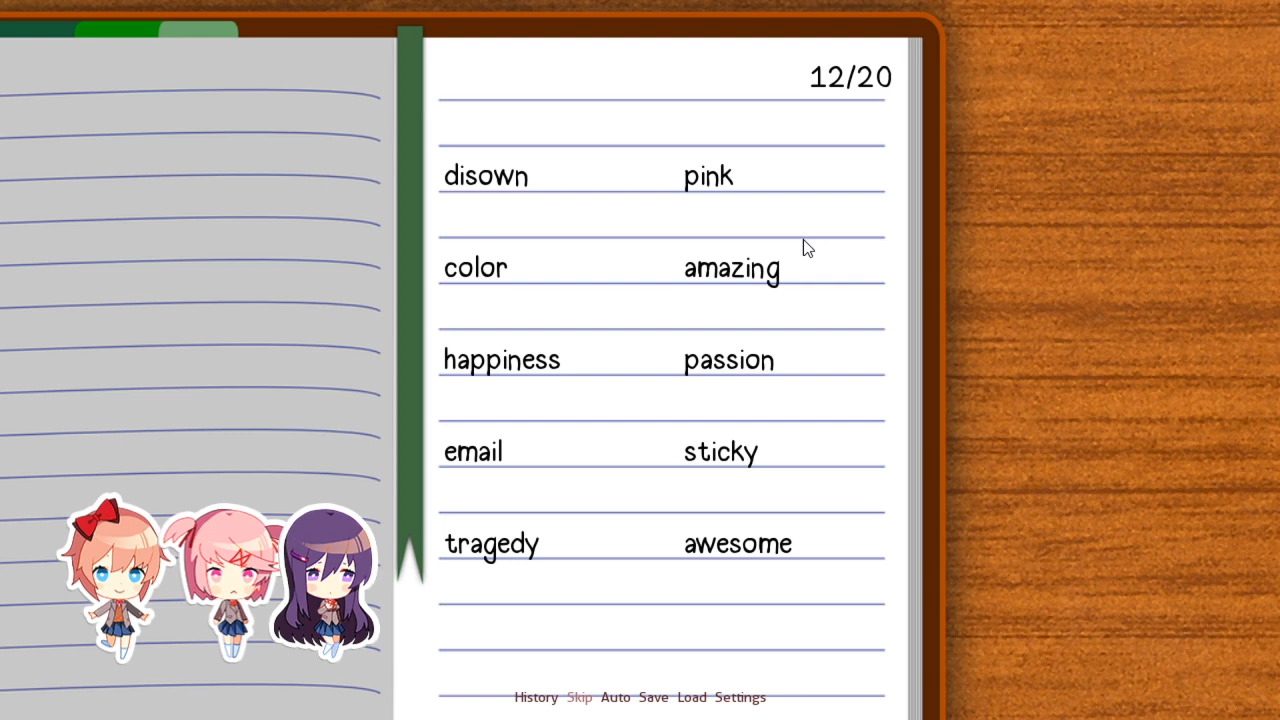 12/20
disown pink
color amazing
happiness passion
email sticky
tragedy awesome
History Skip Auto Save Load Settings